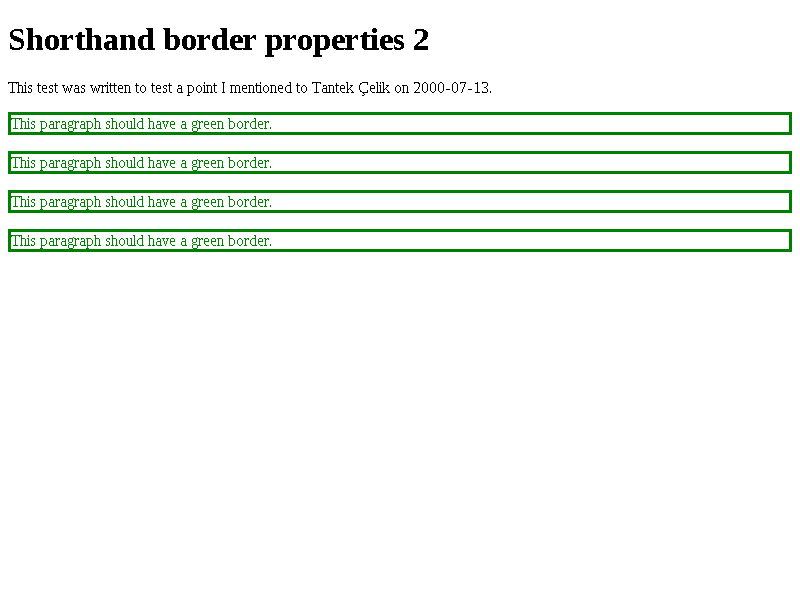 Shorthand border properties 2
This test was written to test a point I mentioned to Tantek Çelik on 2000-07-13.
This paragraph should have a green border.
This paragraph should have a green border.
This paragraph should have a green border.
This paragraph should have a green border.